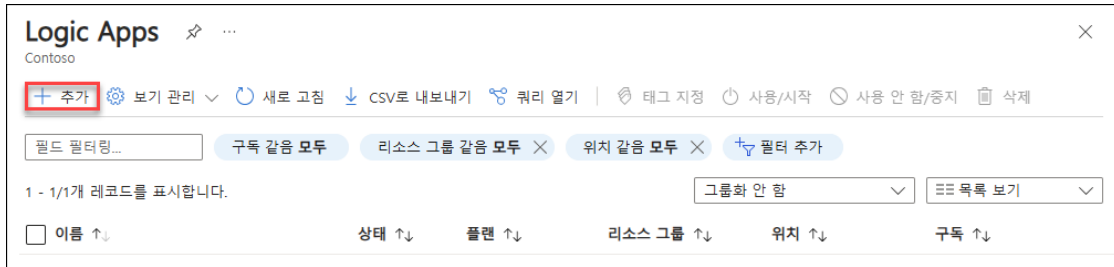 Logic Apps
Contoso
추가 보기 관리 새로 고침 CSV로 내보내기 쿼리 열기 태그 지정 사용/시작 사용 안 함/중지 삭제
필드 필터링... 구독 같음 모두 리소스 그룹 같음 모두 위치 같음 모두 필터 추가
1 - 1/1개 레코드를 표시합니다. 그룹화 안 함 목록 보기
이름 상태 플랜 리소스 그룹 위치 구독